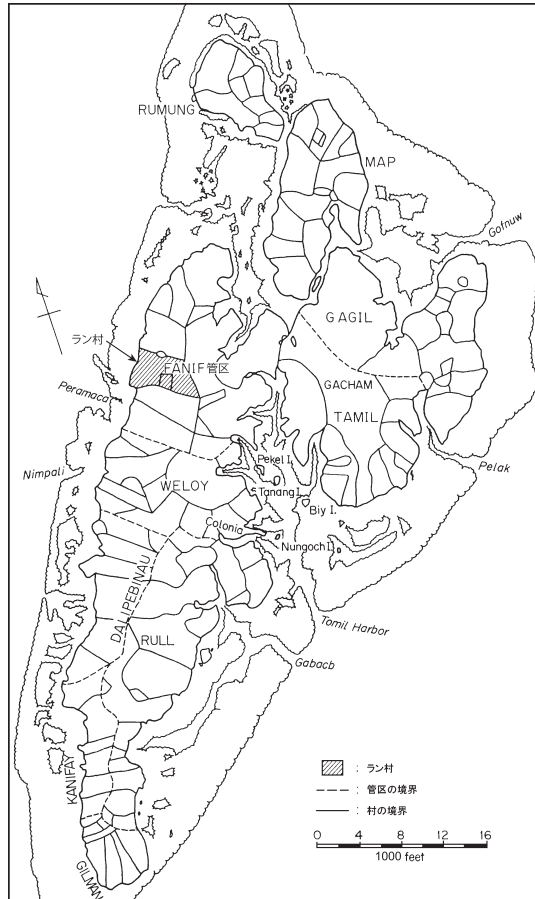 RUMUNG
MAP
Gofnuw
GAGIL
ラン村
FANIF管区
GACHAM
Peramaca
TAMIL
Pekel I.
Nimpali
Pelak
WELOY
Tanang I.
Biy I.
Colonia
Nungoch I.
DALIPEBINAU
Tomil Harbor
RULL
Gabacb
KANIFAY
GILMAN
: ラン村
: 管区の境界
: 村の境界
0 4 8 12 16
1000 feet